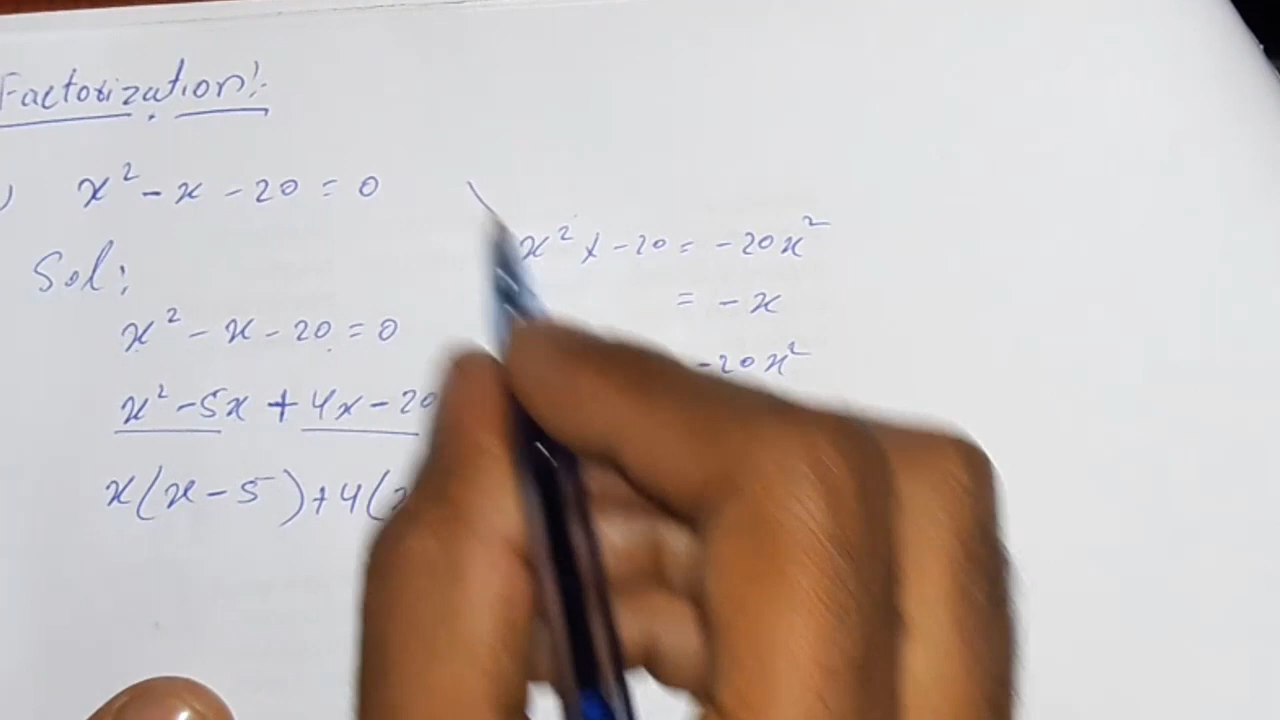 Factorization:
) x² - x - 20 = 0
Sol:
x² - x - 20 = 0
x² - 5x + 4x - 20
x(x - 5) + 4(x
x² × -20 = -20x²
= -x
-20x²